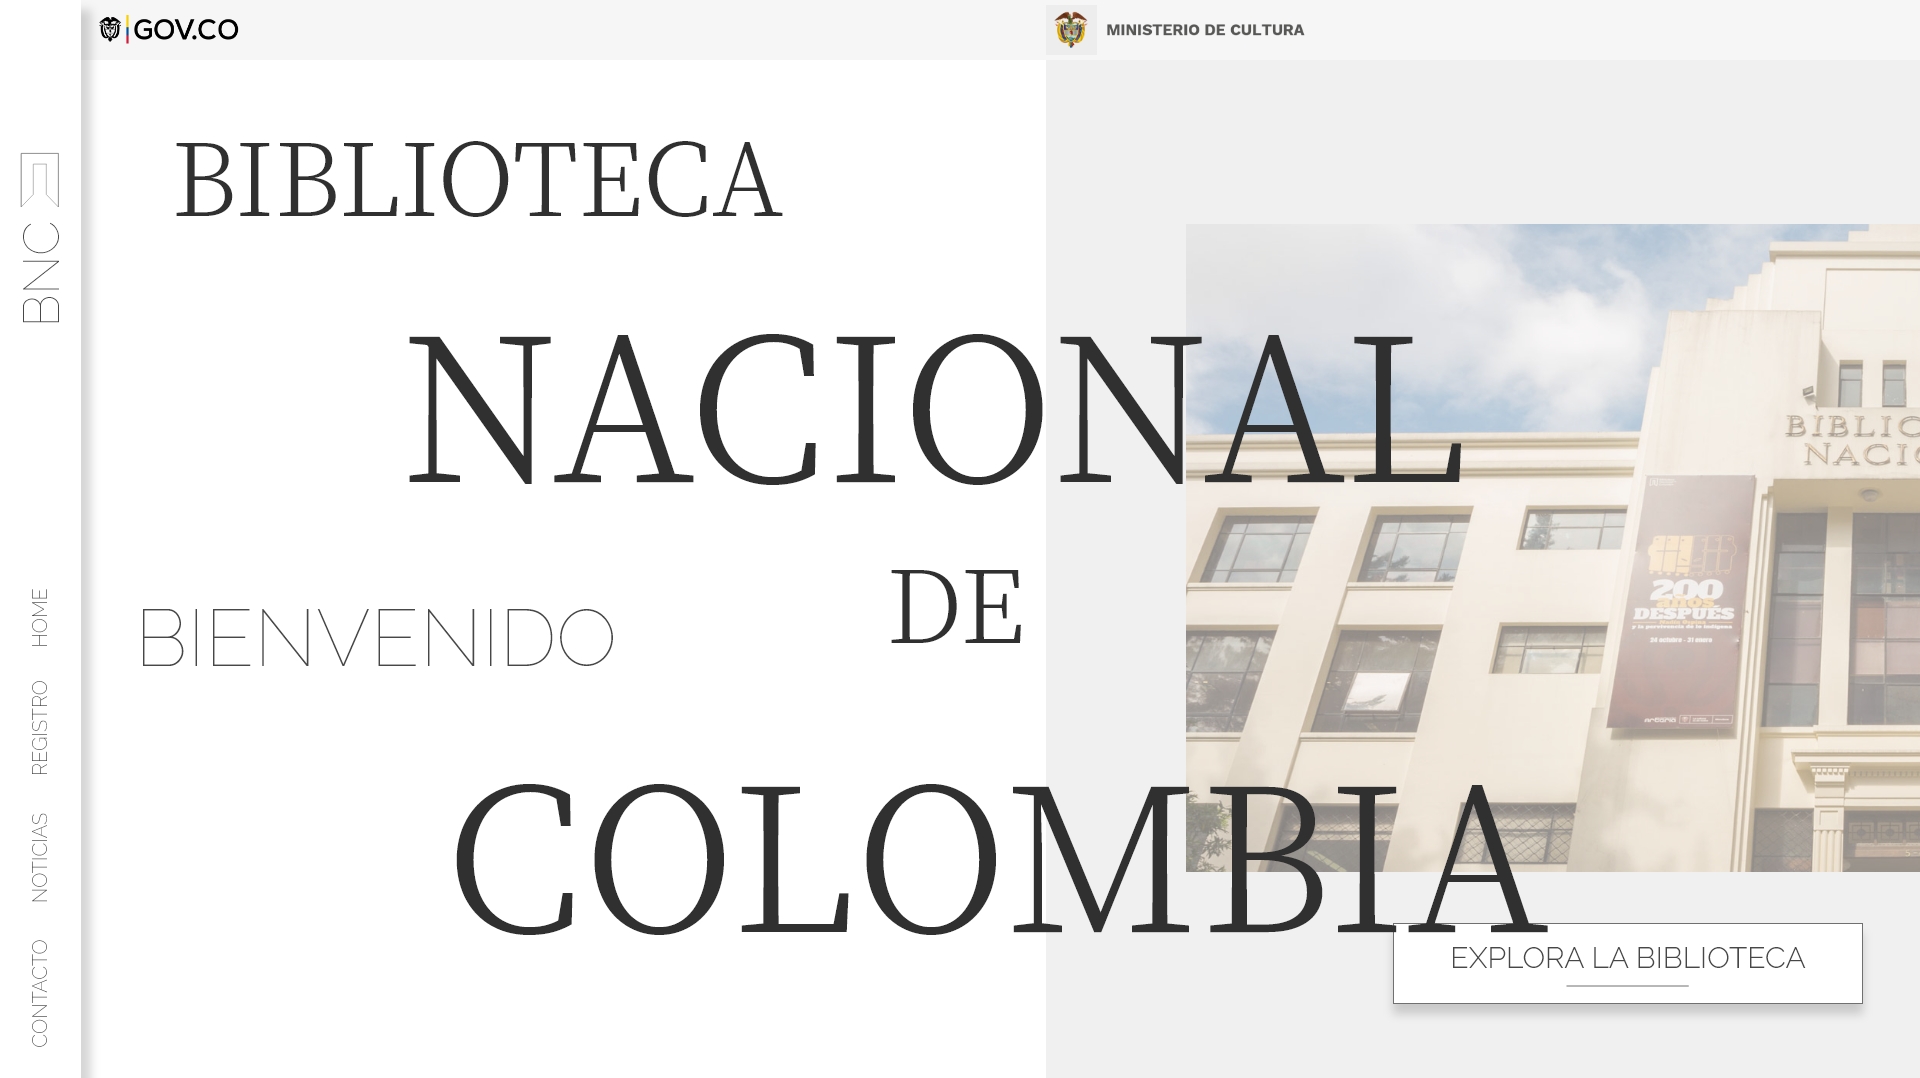 GOV.CO
MINISTERIO DE CULTURA
BNC
HOME
REGISTRO
NOTICIAS
CONTACTO
BIBLIOTECA
NACIONAL
DE
COLOMBIA
BIENVENIDO
BIBLIO
NACIO
200
años
DESPUÉS
EXPLORA LA BIBLIOTECA